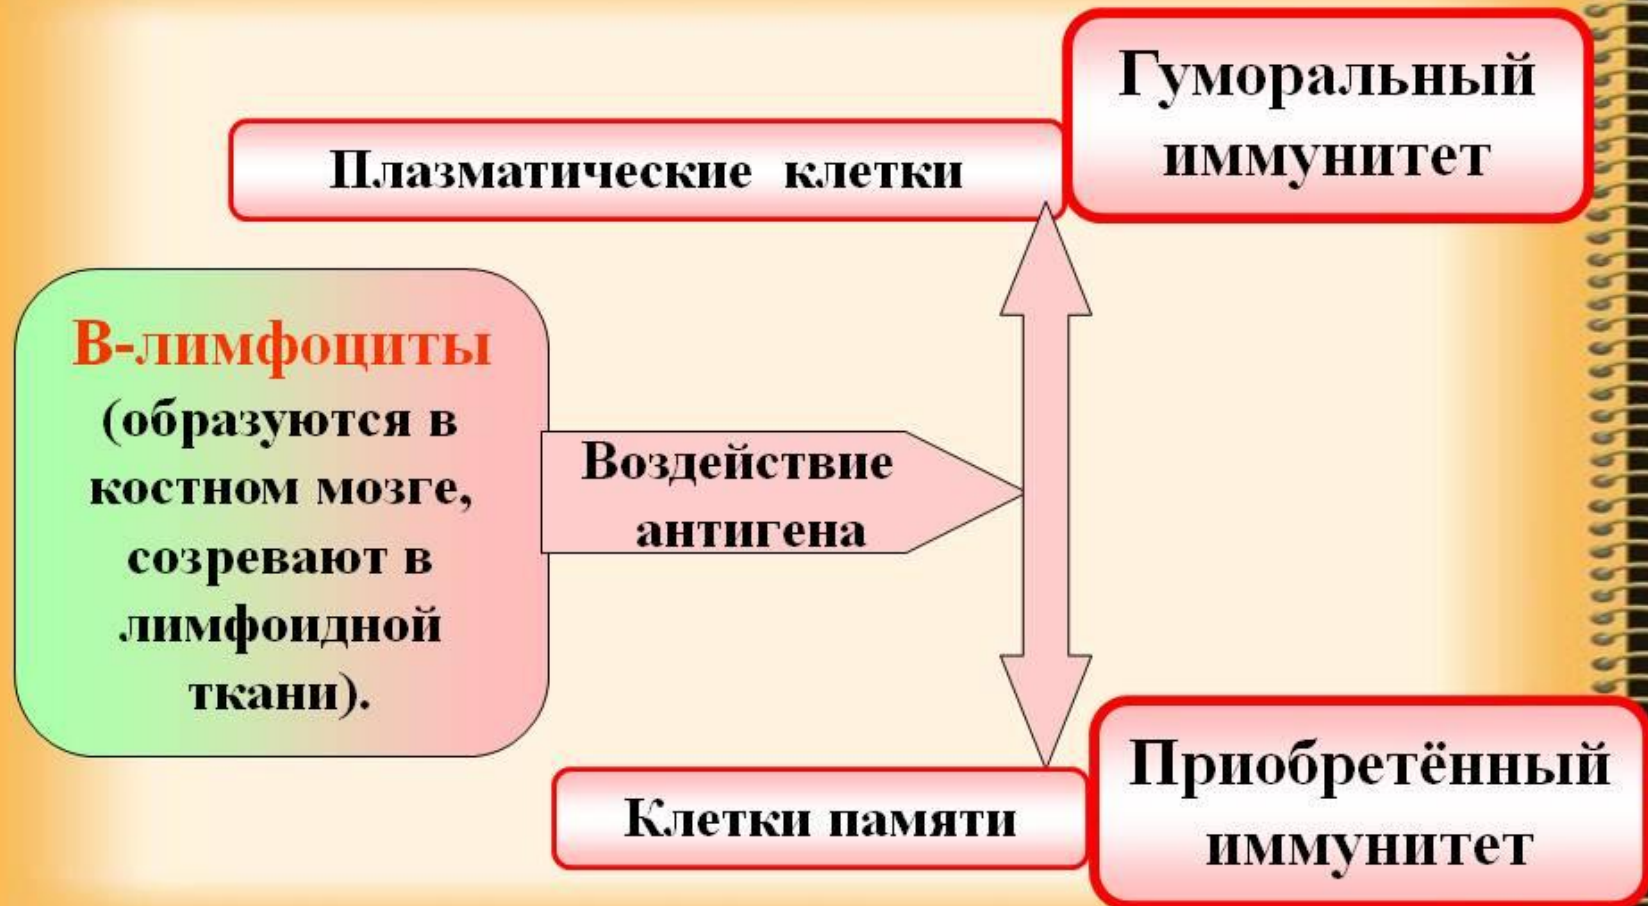 Гуморальный
иммунитет
Плазматические клетки
В-лимфоциты
(образуются в
костном мозге,
созревают в
лимфоидной
ткани).
Воздействие
антигена
Клетки памяти
Приобретённый
иммунитет